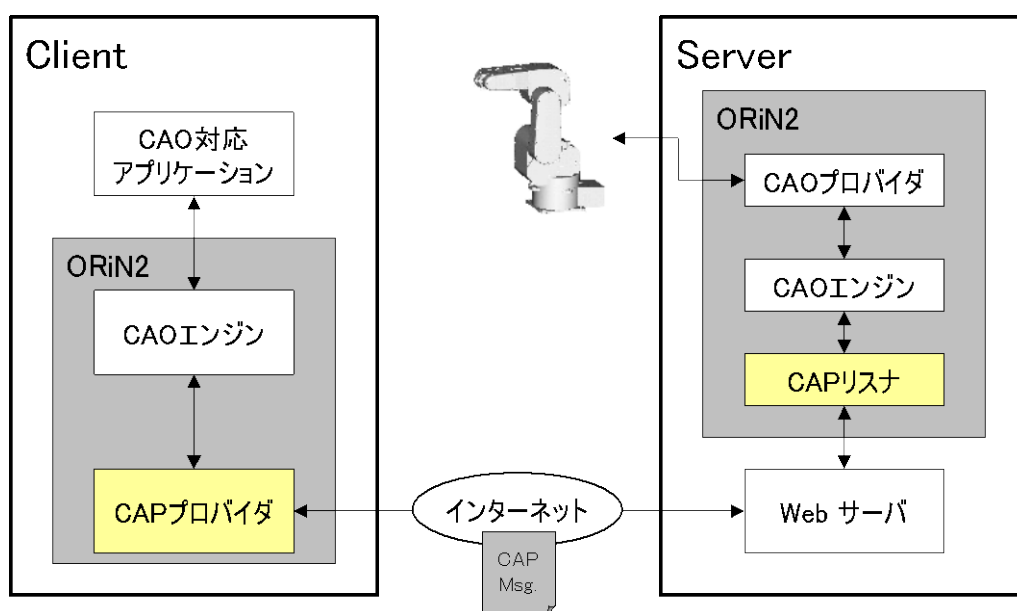 Client
CAO対応
アプリケーション
ORiN2
CAOエンジン
CAPプロバイダ
インターネット
CAP
Msg.
Server
ORiN2
CAOプロバイダ
CAOエンジン
CAPリスナ
Web サーバ